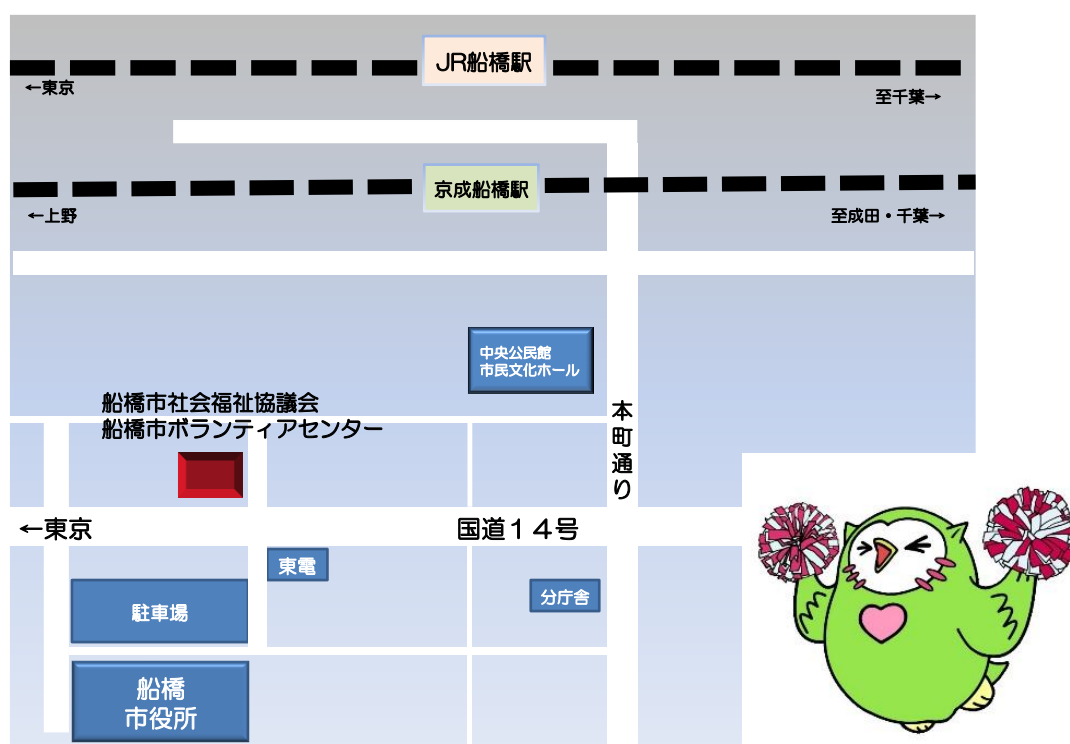 JR船橋駅
←東京
至千葉→
京成船橋駅
←上野
至成田・千葉→
中央公民館
市民文化ホール
船橋市社会福祉協議会
船橋市ボランティアセンター
本町通り
←東京
国道１４号
東電
分庁舎
駐車場
船橋
市役所